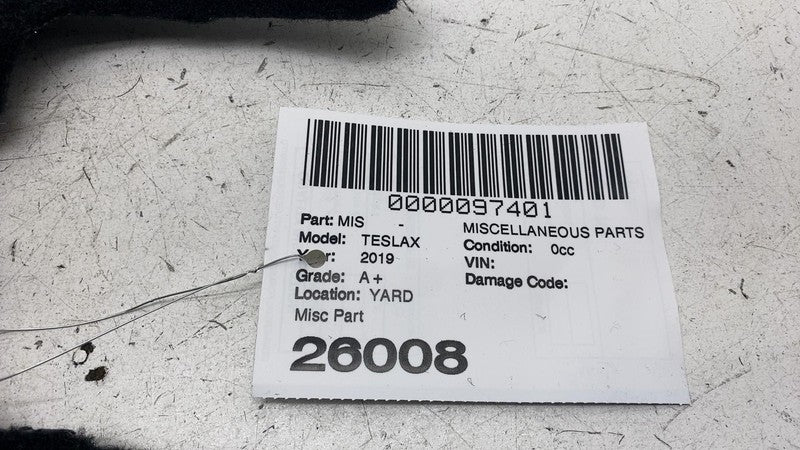 0000097401
Part: MIS - MISCELLANEOUS PARTS
Model: TESLAX Condition: 0cc
2019 VIN:
Grade: A+ Damage Code:
Location: YARD
Misc Part
26008